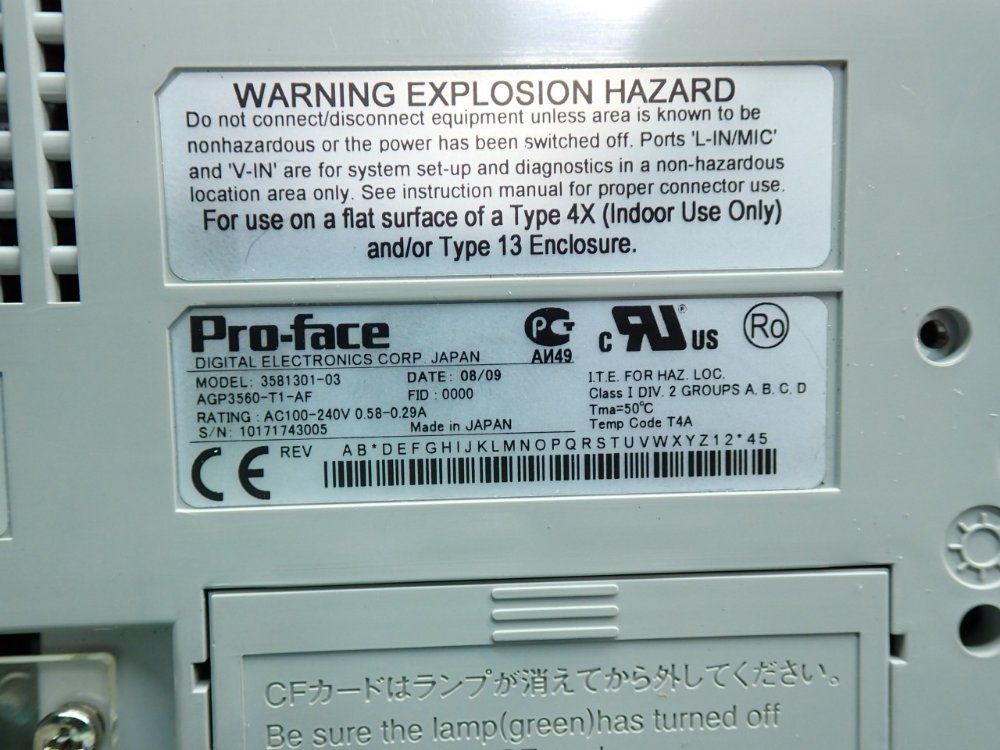 WARNING EXPLOSION HAZARD
Do not connect/disconnect equipment unless area is known to be
nonhazardous or the power has been switched off. Ports 'L-IN/MIC'
and 'V-IN' are for system set-up and diagnostics in a non-hazardous
location area only. See instruction manual for proper connector use.
For use on a flat surface of a Type 4X (Indoor Use Only)
and/or Type 13 Enclosure.
Pro-face
DIGITAL ELECTRONICS CORP. JAPAN
MODEL: 3581301-03 DATE: 08/09
AGP3560-T1-AF FID: 0000
RATING: AC100-240V 0.58-0.29A
S/N: 10171743005 Made in JAPAN
АИ49
C US
Ro
I.T.E. FOR HAZ. LOC.
Class I DIV. 2 GROUPS A, B, C, D
Tma=50℃
Temp Code T4A
CE REV AB*DEFGHIJKLMNOPQRSTUVWXYZ12*45
CFカードはランプが消えてから外してください。
Be sure the lamp(green)has turned off